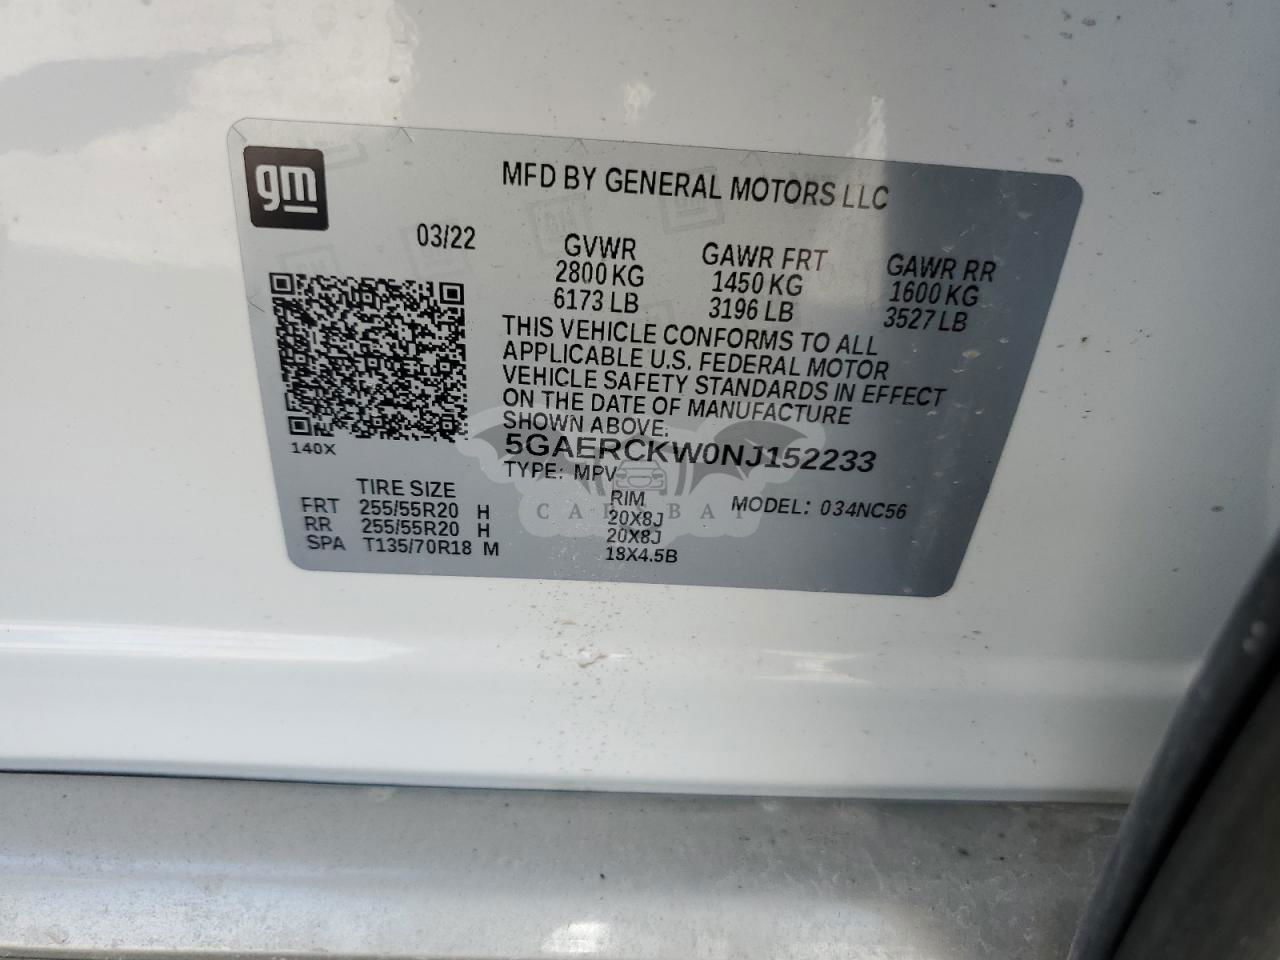 gm
MFD BY GENERAL MOTORS LLC
03/22
GVWR GAWR FRT GAWR RR
2800 KG 1450 KG 1600 KG
6173 LB 3196 LB 3527 LB
THIS VEHICLE CONFORMS TO ALL
APPLICABLE U.S. FEDERAL MOTOR
VEHICLE SAFETY STANDARDS IN EFFECT
ON THE DATE OF MANUFACTURE
SHOWN ABOVE.
140X
5GAERCKW0NJ152233
TYPE: MPV
TIRE SIZE RIM MODEL: 034NC56
FRT 255/55R20 H 20X8J
RR 255/55R20 H 20X8J
SPA T135/70R18 M 18X4.5B